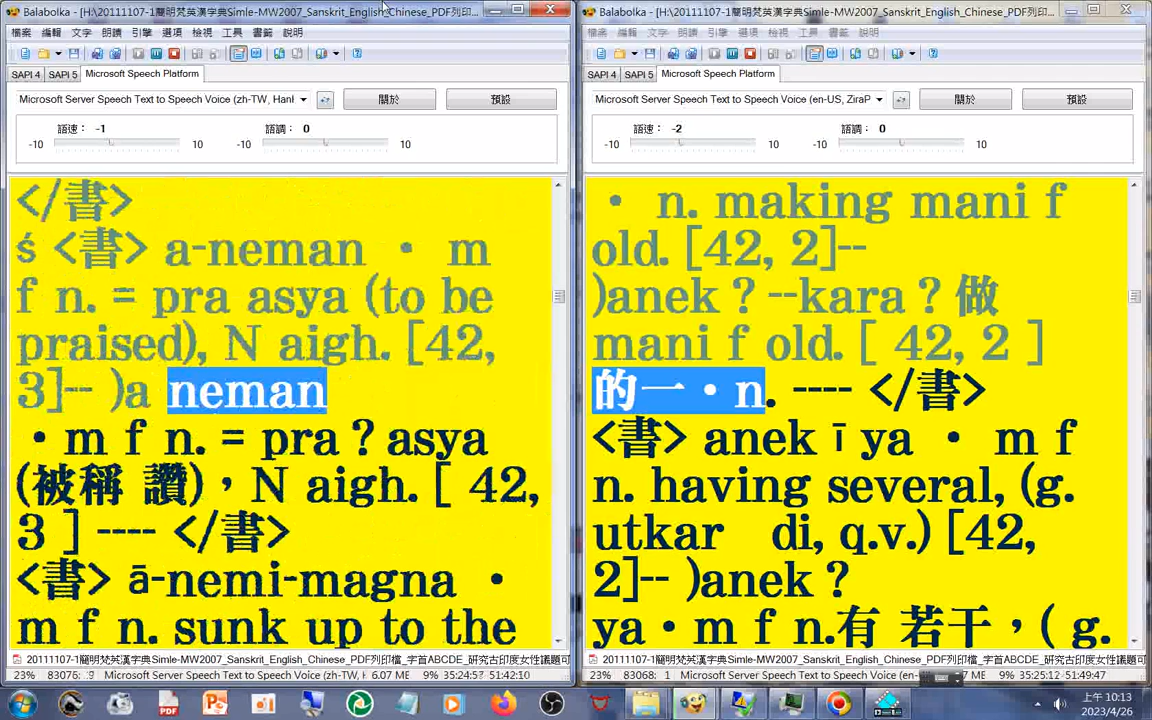 Balabolka - [H:\20111107-1簡明梵英漢字典Simle-MW2007_Sanskrit_English_Chinese_PDF列印...
檔案 編輯 文字 朗讀 引擎 選項 檢視 工具 書籤 說明
SAPI 4 SAPI 5 Microsoft Speech Platform
Microsoft Server Speech Text to Speech Voice (zh-TW, Hanl
關於 預設
語速: -1 語調: 0
-10 10 -10 10
</書>
ś <書> a-neman • m
f n. = pra asya (to be
praised), N aigh. [42,
3]-- )a neman
•m f n. = pra ? asya
(被稱 讚),N aigh. [ 42,
3 ] ---- </書>
<書> ā-nemi-magna •
m f n. sunk up to the
20111107-1簡明梵英漢字典Simle-MW2007_Sanskrit_English_Chinese_PDF列印檔_字首ABCDE_研究古印度女性議題可
23% 83076: Microsoft Server Speech Text to Speech Voice (zh-TW, H 6.07 ME 9% 35:24:57 51:42:10
Balabolka - [H:\20111107-1簡明梵英漢字典Simle-MW2007_Sanskrit_English_Chinese_PDF列印...
檔案 編輯 文字 朗讀 引擎 選項 檢視 工具 書籤 說明
SAPI 4 SAPI 5 Microsoft Speech Platform
Microsoft Server Speech Text to Speech Voice (en-US, ZiraP
關於 預設
語速: -2 語調: 0
-10 10 -10 10
• n. making mani f
old. [42, 2]--
)anek ? --kara ? 做
mani f old. [ 42, 2 ]
的一•n. ---- </書>
<書> anek ī ya • m f
n. having several, (g.
utkar di, q.v.) [42,
2]-- )anek ?
ya•m f n.有 若干,( g.
20111107-1簡明梵英漢字典Simle-MW2007_Sanskrit_English_Chinese_PDF列印檔_字首ABCDE_研究古印度女性議題可
23% 83068: 1 Microsoft Server Speech Text to Speech Voice (en-US, Z 6.07 ME 9% 35:25:12 51:49:47
上午 10:13
2023/4/26